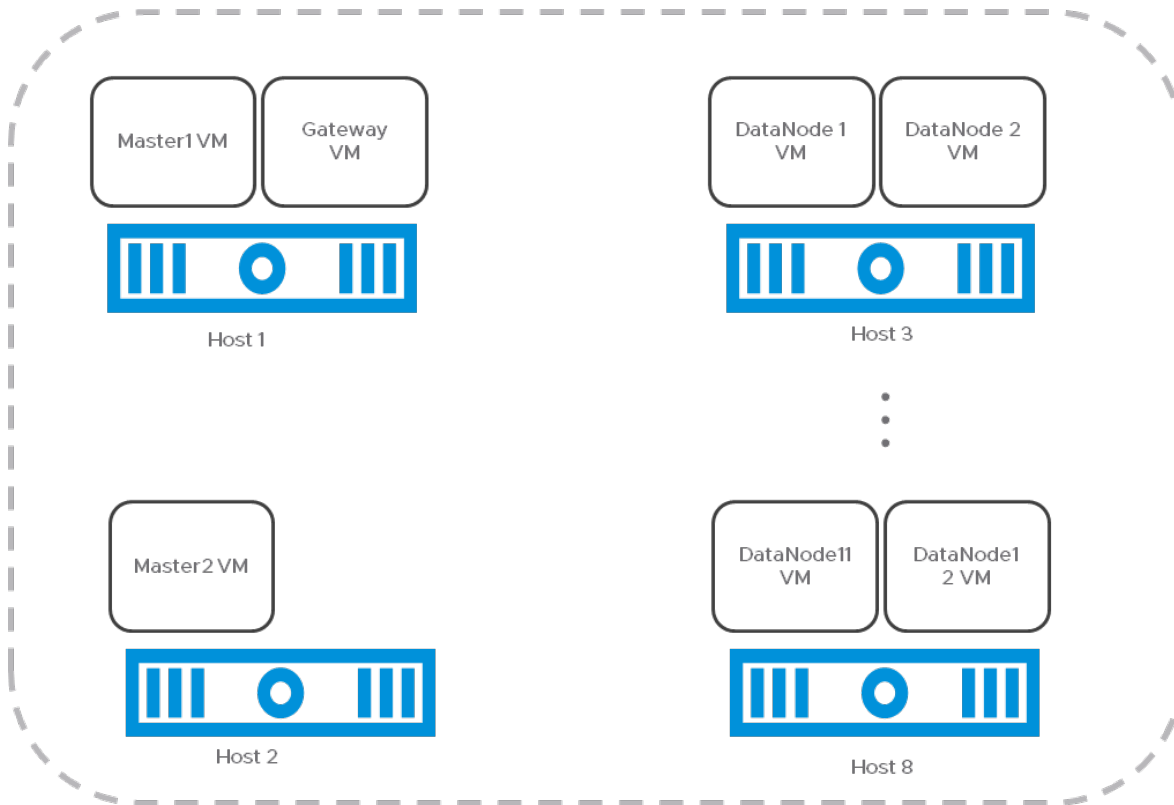 Master1 VM
Gateway
VM
Host 1
DataNode 1
VM
DataNode 2
VM
Host 3
Master2 VM
Host 2
DataNode11
VM
DataNode1
2 VM
Host 8